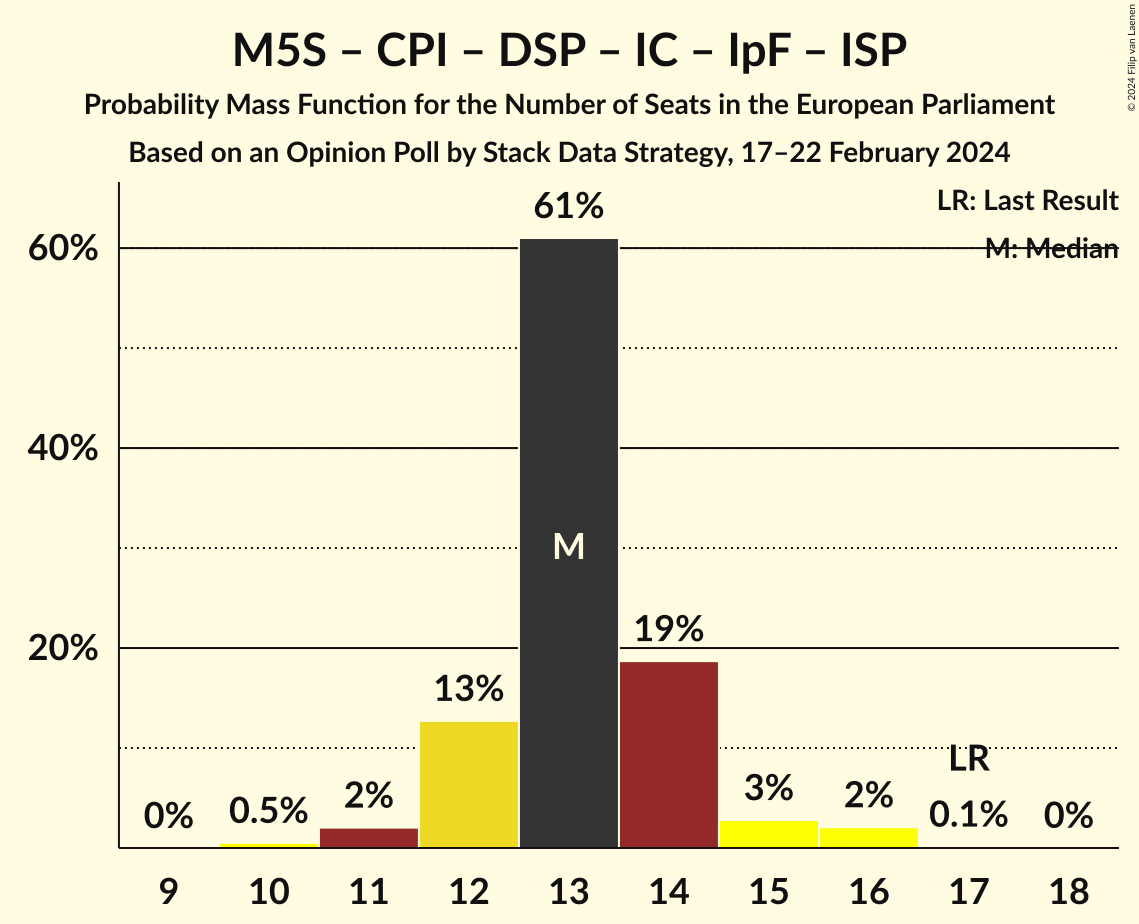 M5S – CPI – DSP – IC – IpF – ISP
Probability Mass Function for the Number of Seats in the European Parliament
Based on an Opinion Poll by Stack Data Strategy, 17–22 February 2024
© 2024 Filip van Laenen
LR: Last Result
M: Median
60%
40%
20%
0%
0.5%
2%
13%
61%
M
19%
3%
2%
LR
0.1%
0%
9 10 11 12 13 14 15 16 17 18